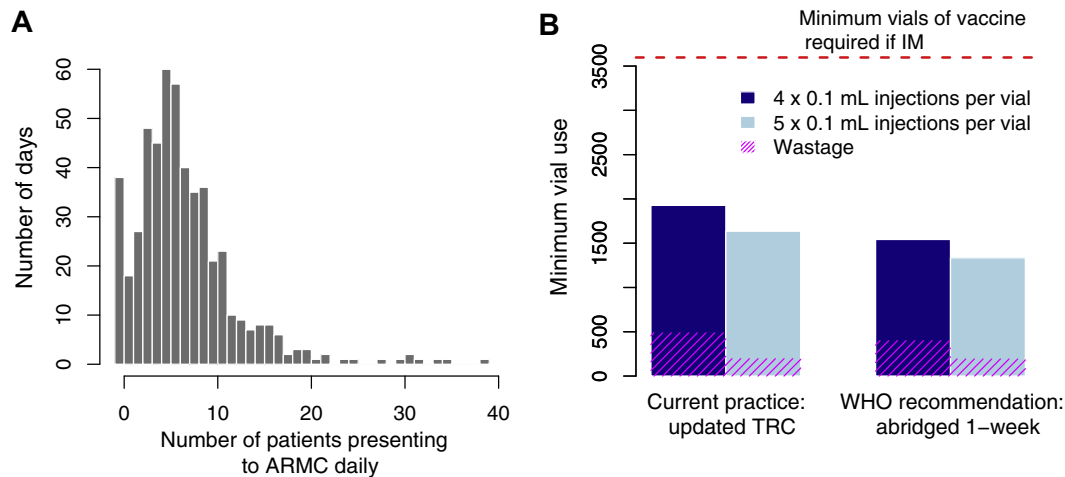 A
Number of days
0
10
20
30
40
50
60
0
10
20
30
40
Number of patients presenting
to ARMC daily
B
Minimum vials of vaccine
required if IM
Minimum vial use
0
500
1500
2500
3500
4 x 0.1 mL injections per vial
5 x 0.1 mL injections per vial
Wastage
Current practice:
updated TRC
WHO recommendation:
abridged 1−week